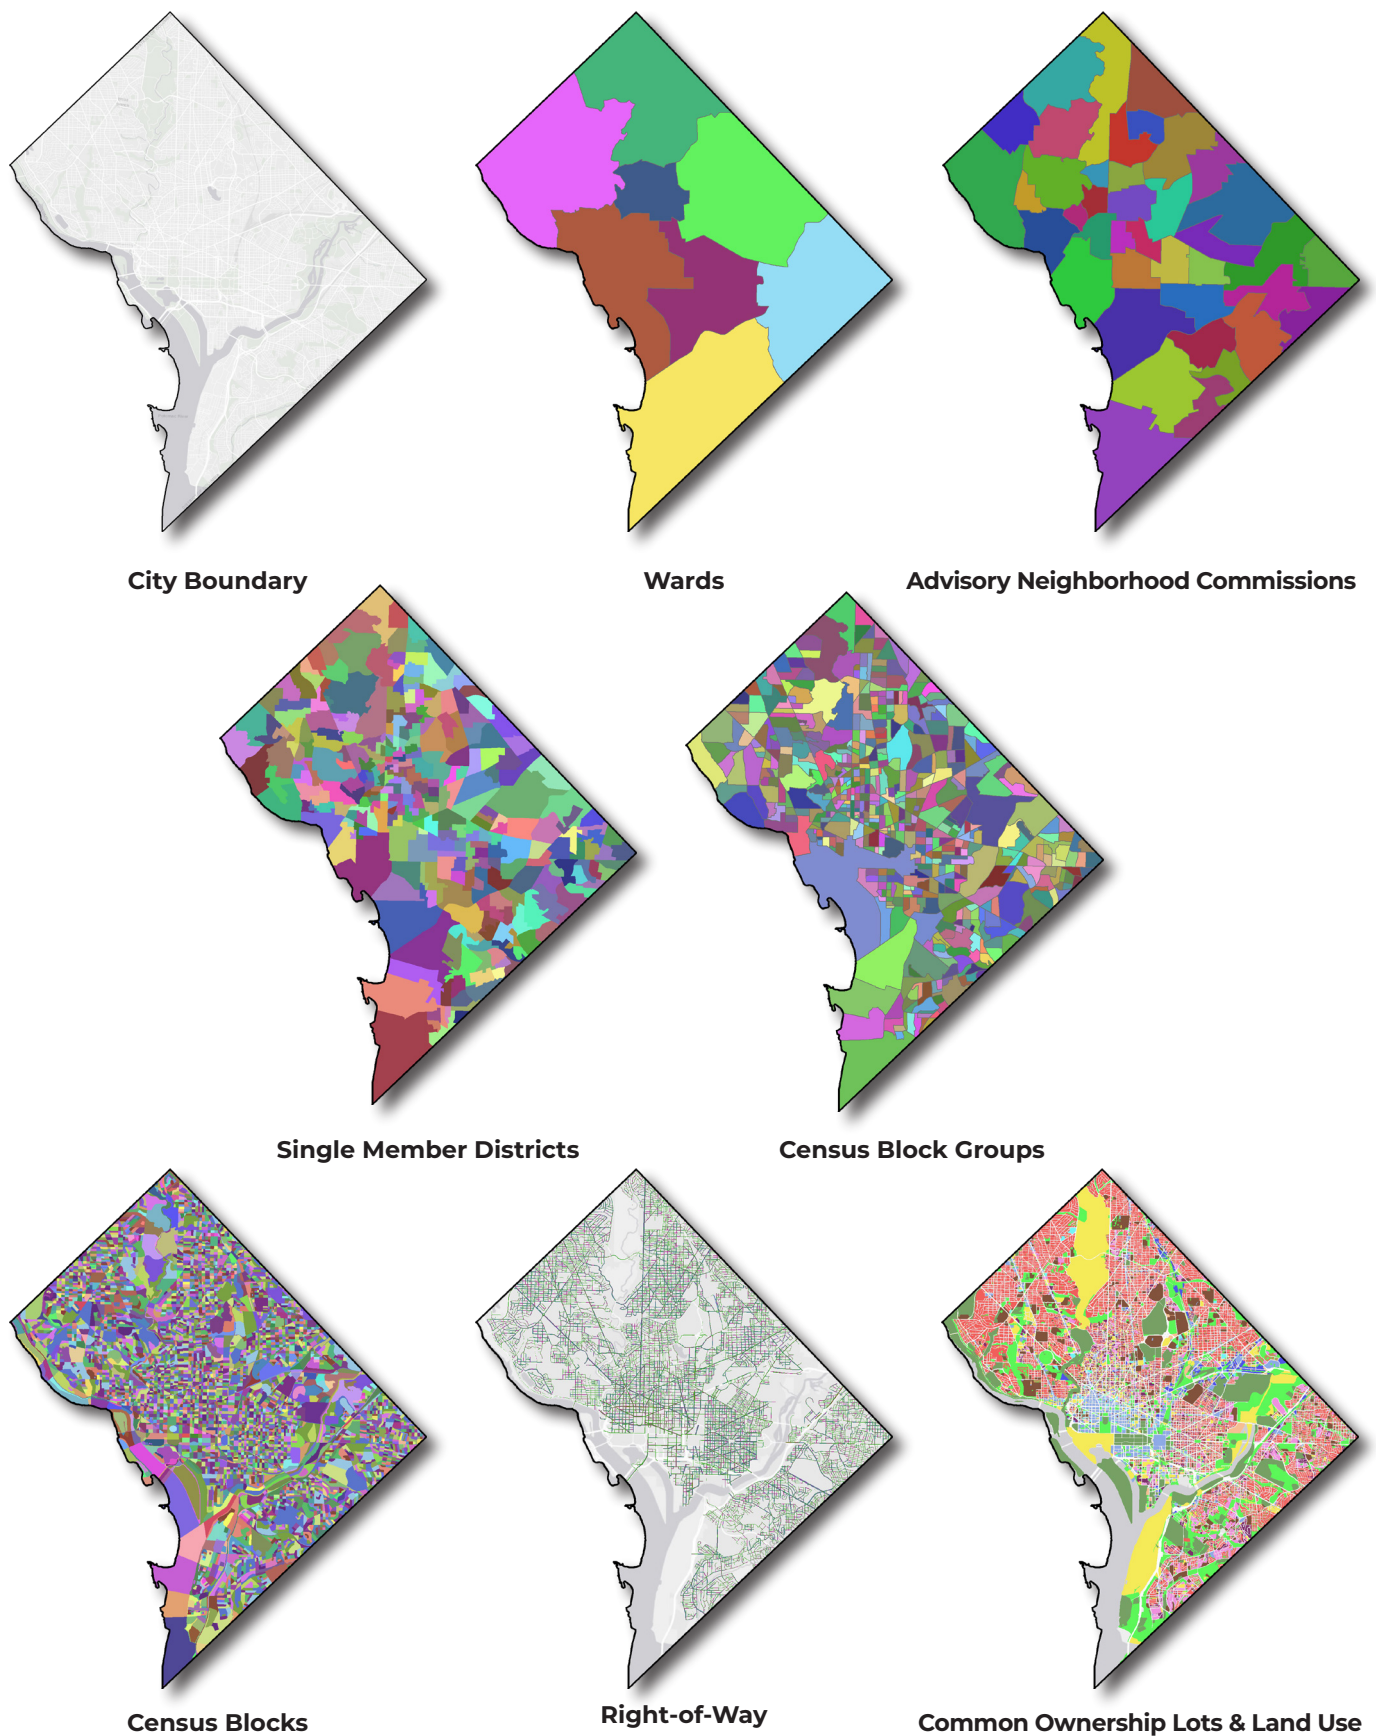 City Boundary
Wards
Advisory Neighborhood Commissions
Single Member Districts
Census Block Groups
Census Blocks
Right-of-Way
Common Ownership Lots & Land Use